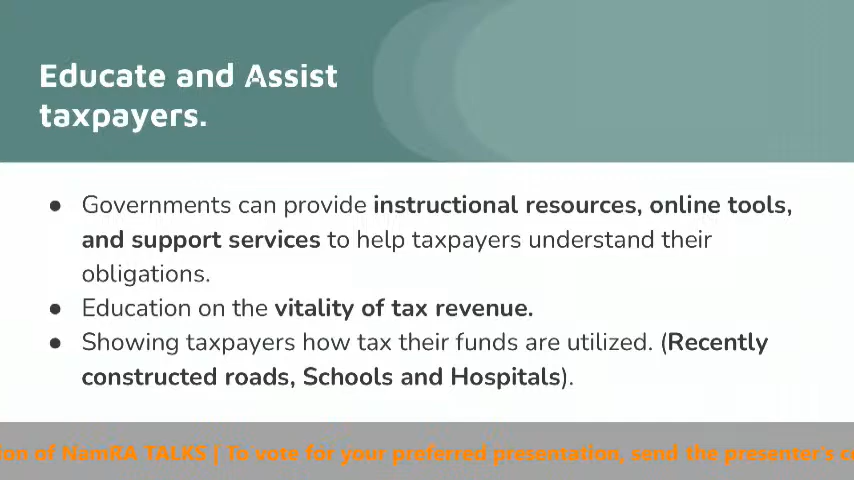 Educate and Assist
taxpayers.
● Governments can provide instructional resources, online tools,
and support services to help taxpayers understand their
obligations.
● Education on the vitality of tax revenue.
● Showing taxpayers how tax their funds are utilized. (Recently
constructed roads, Schools and Hospitals).
of NamRA TALKS | To vote for your preferred presentation, send the presenter's